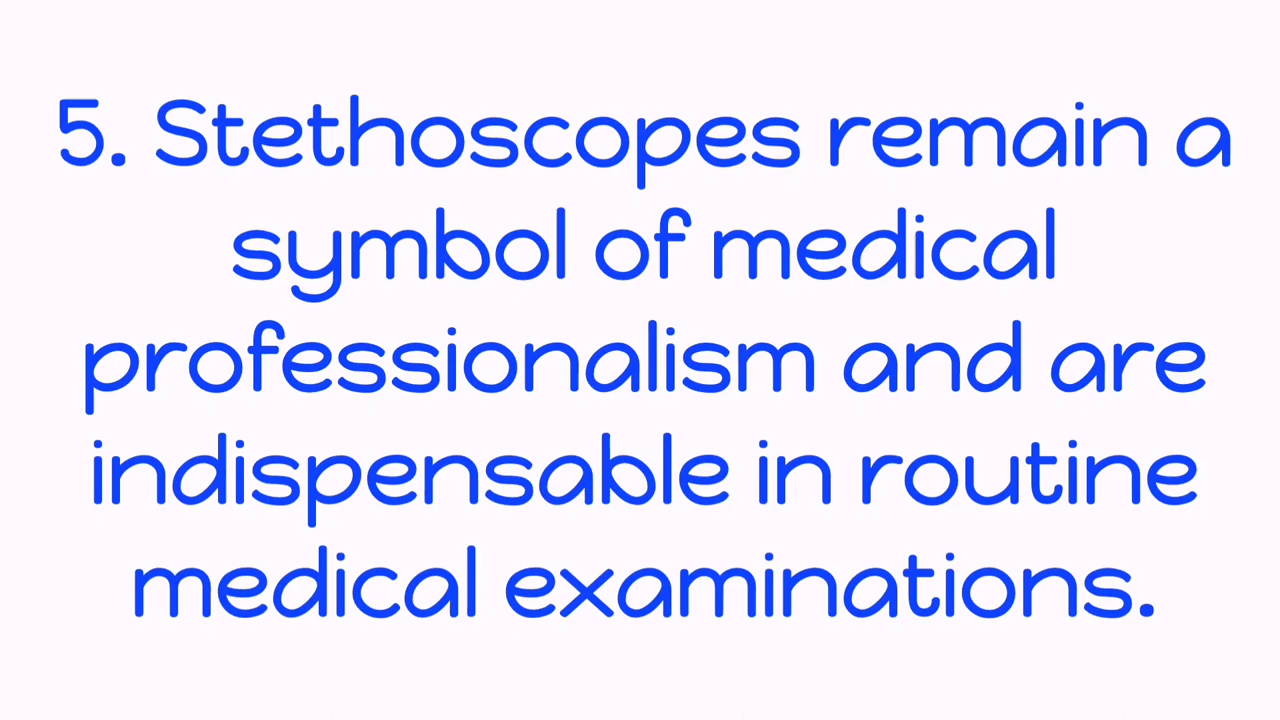 5. Stethoscopes remain a
symbol of medical
professionalism and are
indispensable in routine
medical examinations.